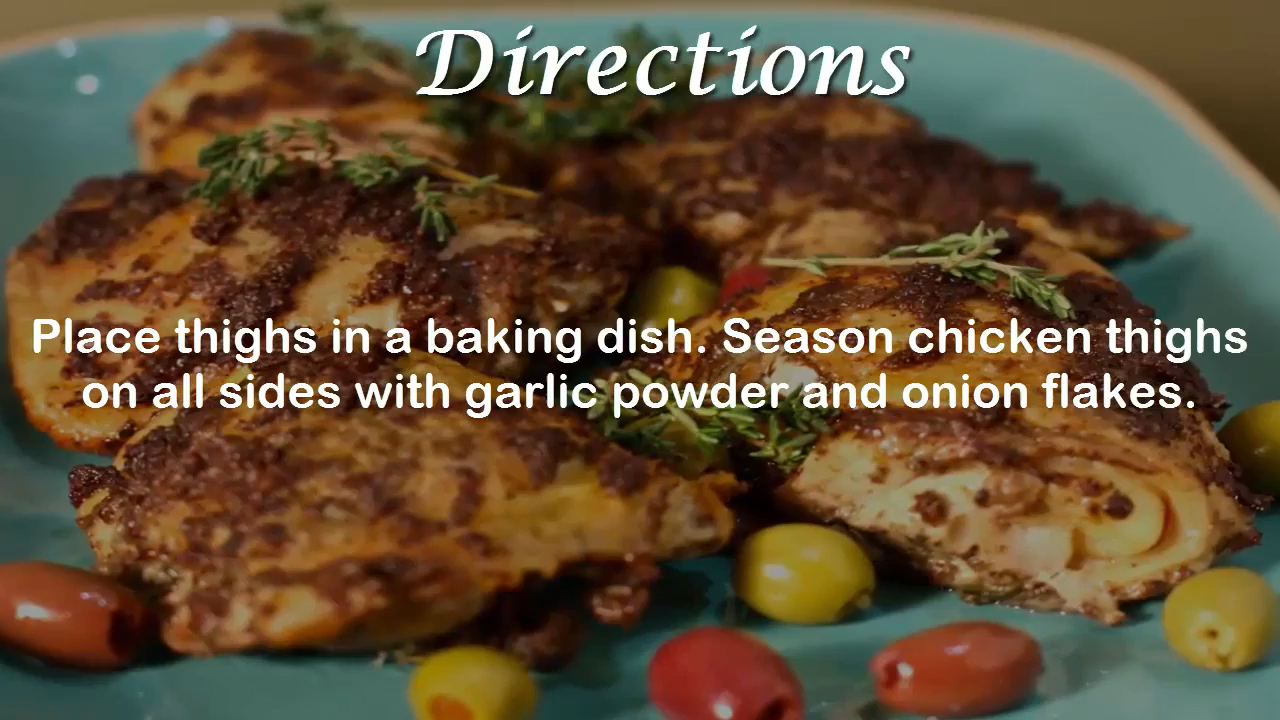 Directions
Place thighs in a baking dish. Season chicken thighs
on all sides with garlic powder and onion flakes.